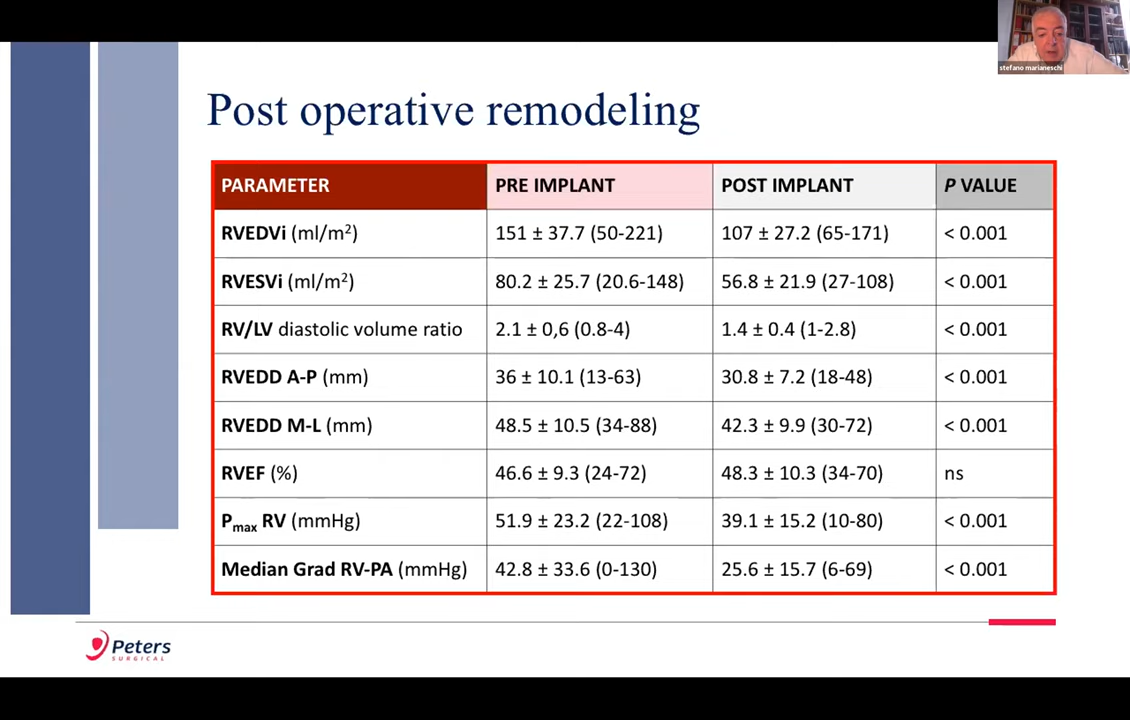 stefano marianeschi
Post operative remodeling
PARAMETER PRE IMPLANT POST IMPLANT P VALUE
RVEDVi (ml/m²) 151 ± 37.7 (50-221) 107 ± 27.2 (65-171) < 0.001
RVESVi (ml/m²) 80.2 ± 25.7 (20.6-148) 56.8 ± 21.9 (27-108) < 0.001
RV/LV diastolic volume ratio 2.1 ± 0,6 (0.8-4) 1.4 ± 0.4 (1-2.8) < 0.001
RVEDD A-P (mm) 36 ± 10.1 (13-63) 30.8 ± 7.2 (18-48) < 0.001
RVEDD M-L (mm) 48.5 ± 10.5 (34-88) 42.3 ± 9.9 (30-72) < 0.001
RVEF (%) 46.6 ± 9.3 (24-72) 48.3 ± 10.3 (34-70) ns
Pmax RV (mmHg) 51.9 ± 23.2 (22-108) 39.1 ± 15.2 (10-80) < 0.001
Median Grad RV-PA (mmHg) 42.8 ± 33.6 (0-130) 25.6 ± 15.7 (6-69) < 0.001
Peters
SURGICAL